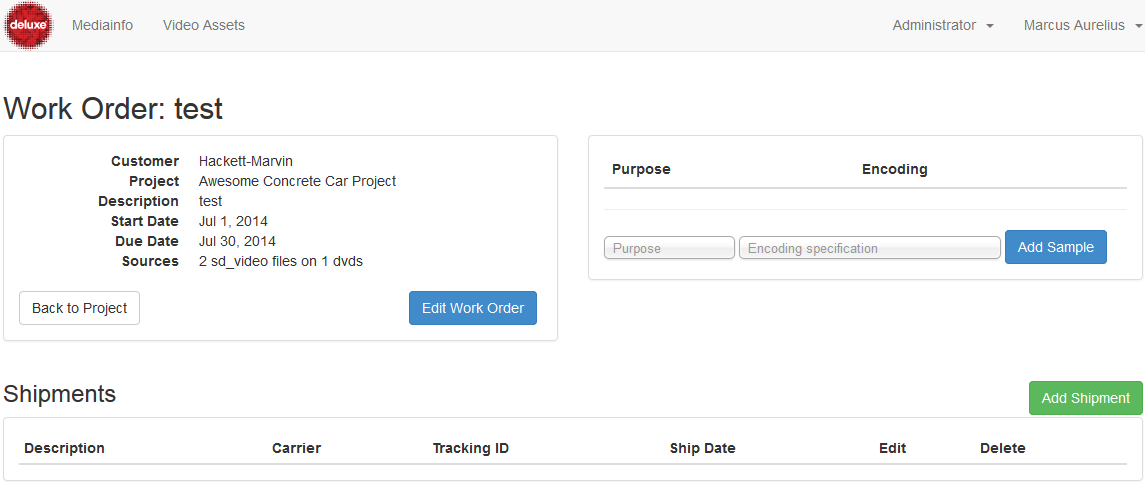 deluxe Mediainfo Video Assets Administrator Marcus Aurelius
Work Order: test
Customer Hackett-Marvin
Project Awesome Concrete Car Project
Description test
Start Date Jul 1, 2014
Due Date Jul 30, 2014
Sources 2 sd_video files on 1 dvds
Back to Project Edit Work Order
Purpose Encoding
Purpose Encoding specification Add Sample
Shipments Add Shipment
Description Carrier Tracking ID Ship Date Edit Delete